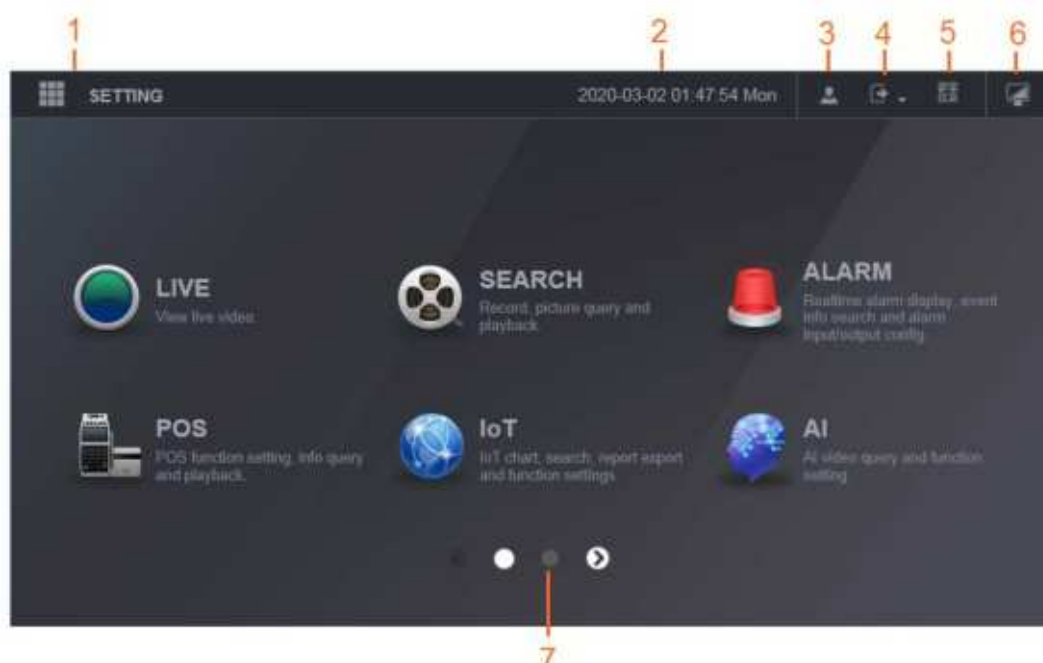 1
2
3
4
5
6
SETTING
2020-03-02 01:47:54 Mon
LIVE
View live video.
SEARCH
Record, picture query and
playback.
ALARM
Realtime alarm display, event
info search and alarm
input/output config.
POS
POS function setting, info query
and playback.
IoT
IoT chart, search, report export
and function settings
AI
AI video query and function
setting
7